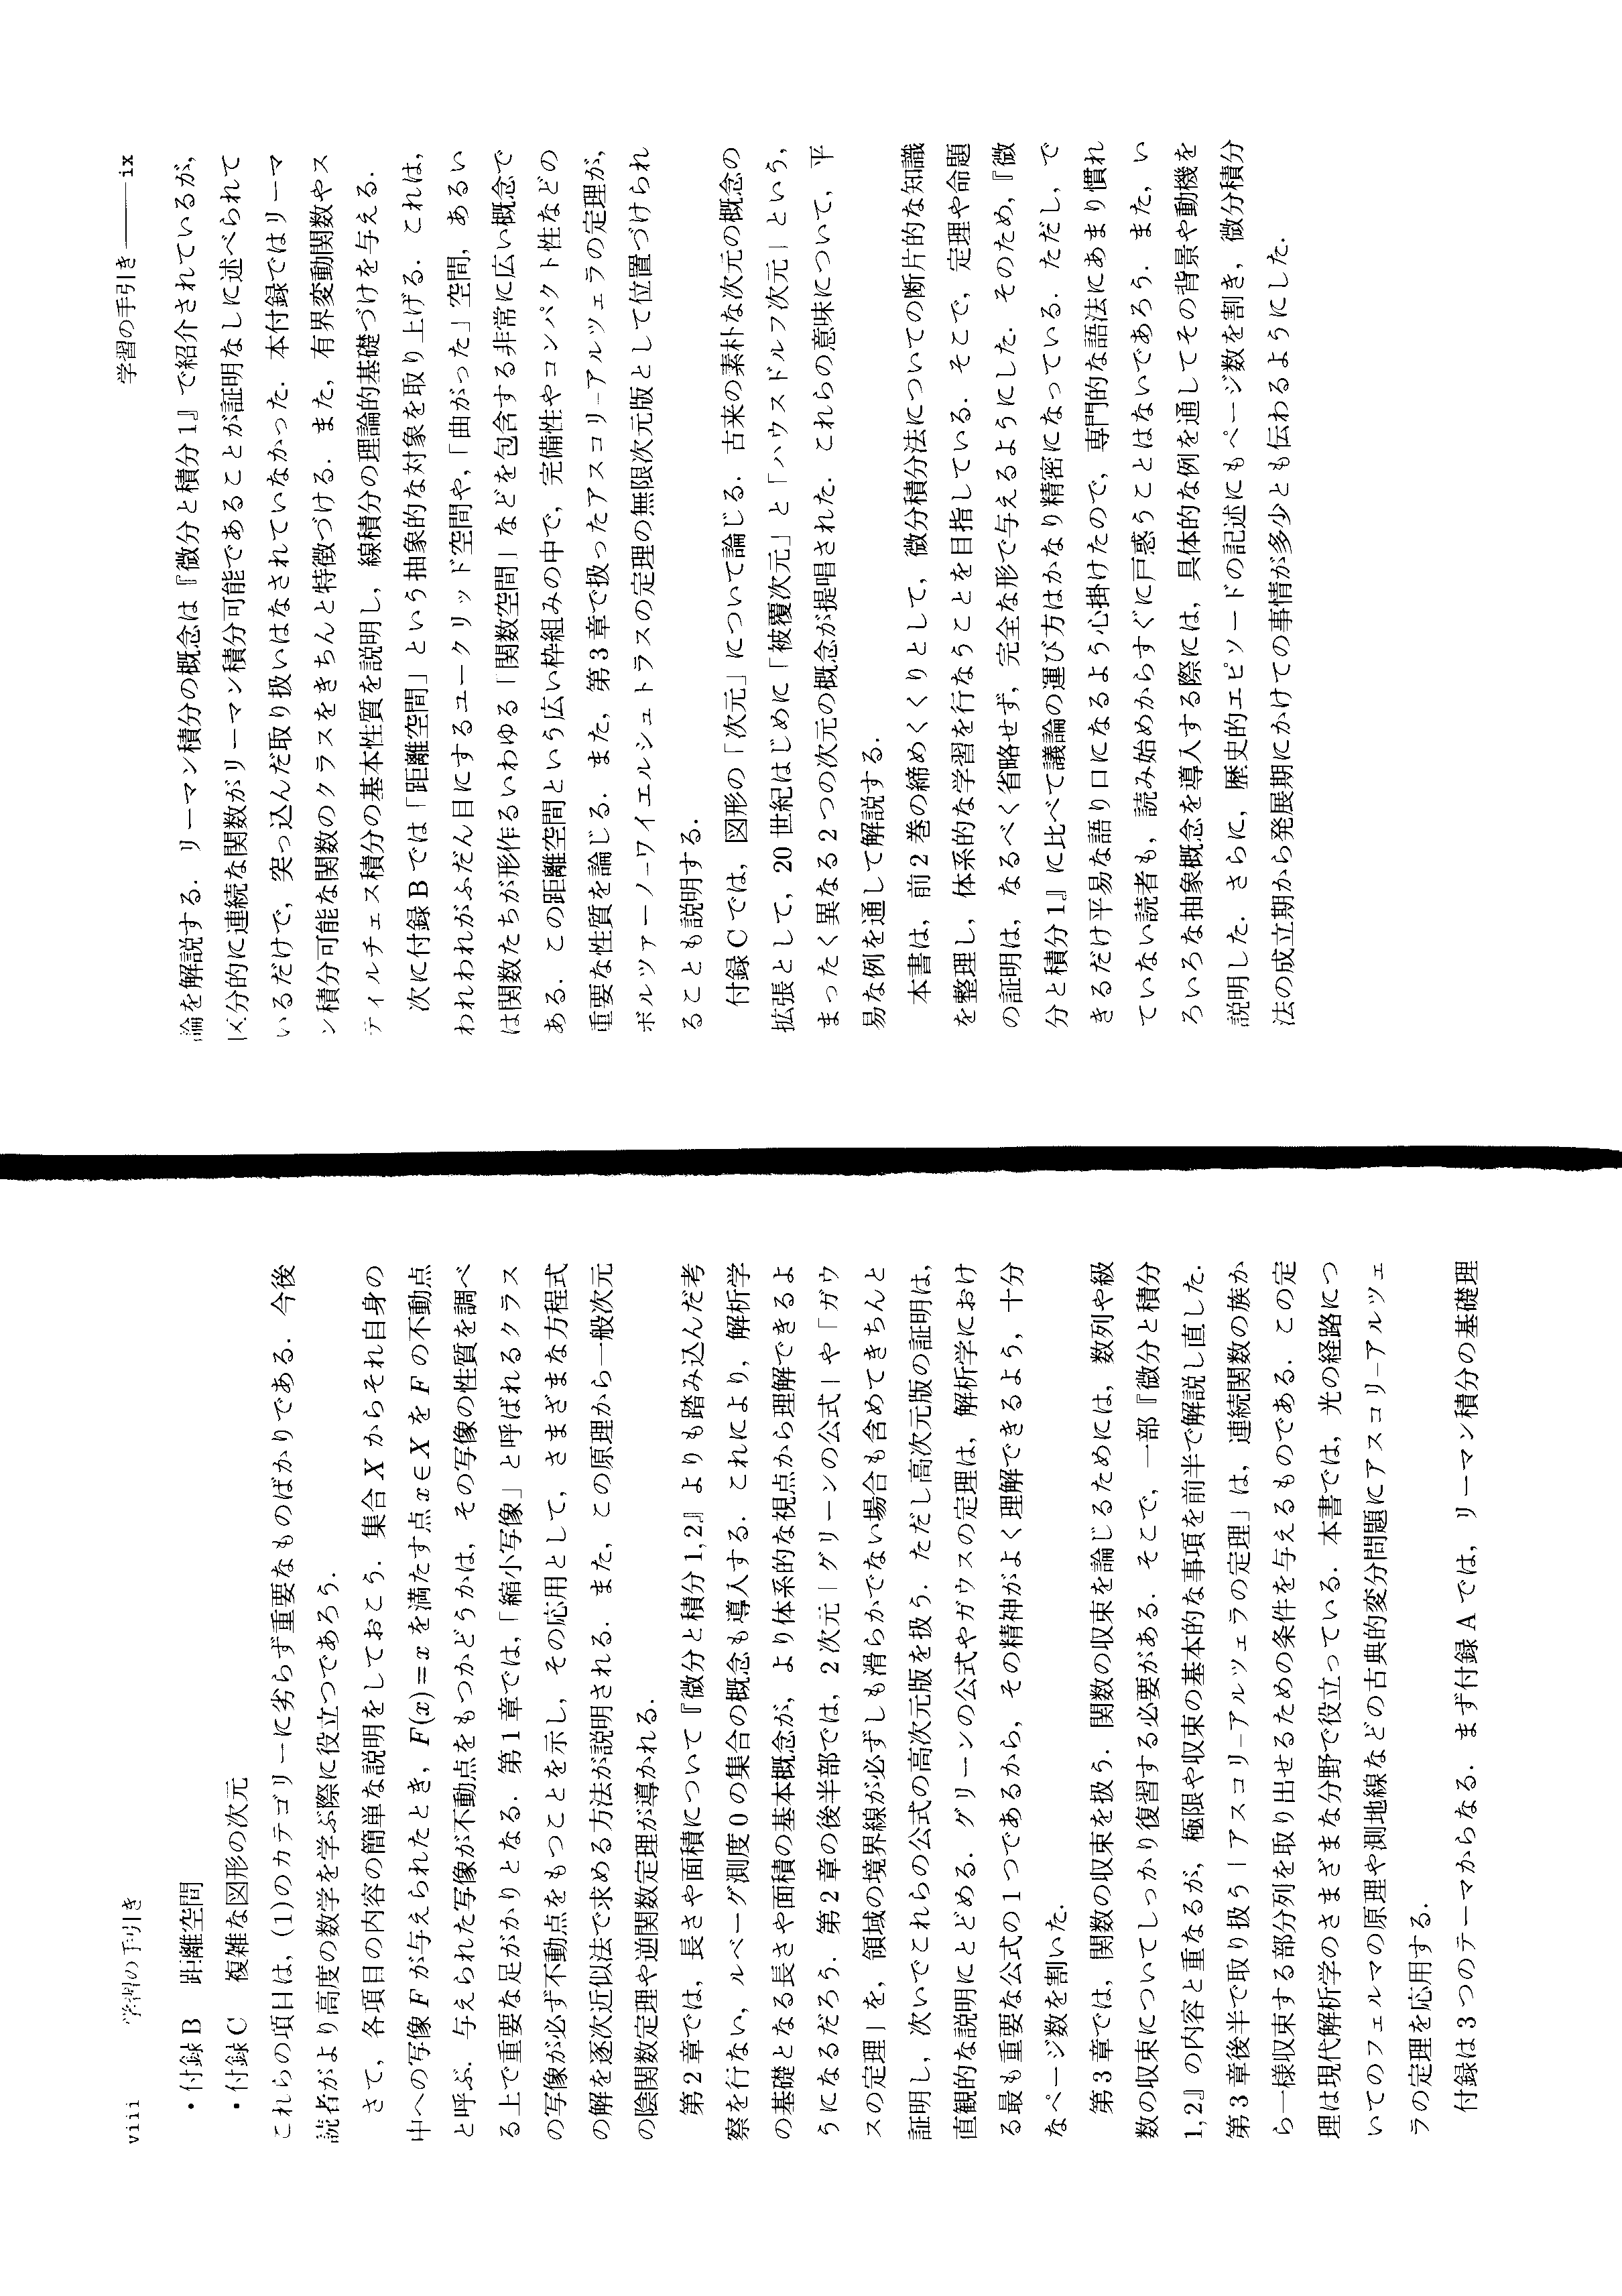 viii　　学習の手引き
・付録 B　距離空間
・付録 C　複雑な図形の次元
これらの項目は，(1)のカテゴリーに劣らず重要なものばかりである．今後
読者がより高度の数学を学ぶ際に役立つであろう．
さて，各項目の内容の簡単な説明をしておこう．集合 X からそれ自身の
中への写像 F が与えられたとき，F(x)=x を満たす点 x∈X を F の不動点
と呼ぶ．与えられた写像が不動点をもつかどうかは，その写像の性質を調べ
る上で重要な足がかりとなる．第 1 章では，「縮小写像」と呼ばれるクラス
の写像が必ず不動点をもつことを示し，その応用として，さまざまな方程式
の解を逐次近似法で求める方法が説明される．また，この原理から一般次元
の陰関数定理や逆関数定理が導かれる．
第 2 章では，長さや面積について『微分と積分 1,2』よりも踏み込んだ考
察を行ない，ルベーグ測度 0 の集合の概念も導入する．これにより，解析学
の基礎となる長さや面積の基本概念が，より体系的な視点から理解できるよ
うになるだろう．第 2 章の後半部では，2 次元「グリーンの公式」や「ガウ
スの定理」を，領域の境界線が必ずしも滑らかでない場合も含めてきちんと
証明し，次いでこれらの公式の高次元版を扱う．ただし高次元版の証明は，
直観的な説明にとどめる．グリーンの公式やガウスの定理は，解析学におけ
る最も重要な公式の 1 つであるから，その精神がよく理解できるよう，十分
なページ数を割いた．
第 3 章では，関数の収束を扱う．関数の収束を論じるためには，数列や級
数の収束についてしっかり復習する必要がある．そこで，一部『微分と積分
1,2』の内容と重なるが，極限や収束の基本的な事項を前半で解説し直した．
第 3 章後半で取り扱う「アスコリ–アルツェラの定理」は，連続関数の族か
ら一様収束する部分列を取り出せるための条件を与えるものである．この定
理は現代解析学のさまざまな分野で役立っている．本書では，光の経路につ
いてのフェルマの原理や測地線などの古典的変分問題にアスコリ–アルツェ
ラの定理を応用する．
付録は 3 つのテーマからなる．まず付録 A では，リーマン積分の基礎理
学習の手引き——ix
論を解説する．リーマン積分の概念は『微分と積分 1』で紹介されているが，
区分的に連続な関数がリーマン積分可能であることが証明なしに述べられて
いるだけで，突っ込んだ取り扱いはなされていなかった．本付録ではリーマ
ン積分可能な関数のクラスをきちんと特徴づける．また，有界変動関数やス
ティルチェス積分の基本性質を説明し，線積分の理論的基礎づけを与える．
次に付録 B では「距離空間」という抽象的な対象を取り上げる．これは，
われわれがふだん目にするユークリッド空間や，「曲がった」空間，あるい
は関数たちが形作るいわゆる「関数空間」などを包含する非常に広い概念で
ある．この距離空間という広い枠組みの中で，完備性やコンパクト性などの
重要な性質を論じる．また，第 3 章で扱ったアスコリ–アルツェラの定理が，
ボルツァーノ–ワイエルシュトラスの定理の無限次元版として位置づけられ
ることも説明する．
付録 C では，図形の「次元」について論じる．古来の素朴な次元の概念の
拡張として，20 世紀はじめに「被覆次元」と「ハウスドルフ次元」という，
まったく異なる 2 つの次元の概念が提唱された．これらの意味について，平
易な例を通して解説する．
本書は，前 2 巻の締めくくりとして，微分積分法についての断片的な知識
を整理し，体系的な学習を行なうことを目指している．そこで，定理や命題
の証明は，なるべく省略せず，完全な形で与えるようにした．そのため，『微
分と積分 1』に比べて議論の運び方はかなり精密になっている．ただし，で
きるだけ平易な語り口になるよう心掛けたので，専門的な語法にあまり慣れ
ていない読者も，読み始めからすぐに戸惑うことはないであろう．また，い
ろいろな抽象概念を導入する際には，具体的な例を通してその背景や動機を
説明した．さらに，歴史的エピソードの記述にもページ数を割き，微分積分
法の成立期から発展期にかけての事情が多少とも伝わるようにした．